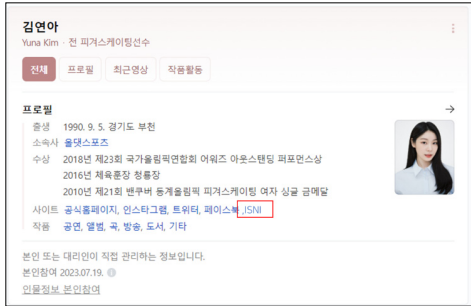 김연아
Yuna Kim · 전 피겨스케이팅선수
전체 프로필 최근영상 작품활동
프로필
출생 1990. 9. 5. 경기도 부천
소속사 올댓스포츠
수상 2018년 제23회 국가올림픽연합회 어워즈 아웃스탠딩 퍼포먼스상
2016년 체육훈장 청룡장
2010년 제21회 밴쿠버 동계올림픽 피겨스케이팅 여자 싱글 금메달
사이트 공식홈페이지, 인스타그램, 트위터, 페이스북 ,ISNI
작품 공연, 앨범, 곡, 방송, 도서, 기타
본인 또는 대리인이 직접 관리하는 정보입니다.
본인참여 2023.07.19.
인물정보 본인참여